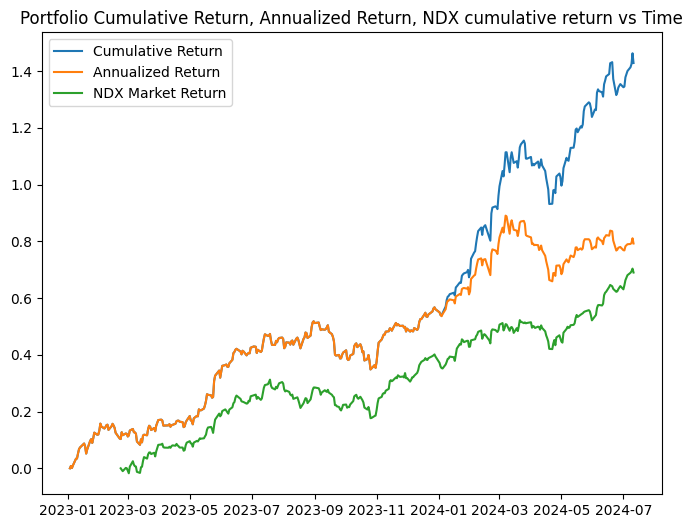 Portfolio Cumulative Return, Annualized Return, NDX cumulative return vs Time
Cumulative Return
Annualized Return
NDX Market Return
1.4
1.2
1.0
0.8
0.6
0.4
0.2
0.0
2023-01 2023-03 2023-05 2023-07 2023-09 2023-11 2024-01 2024-03 2024-05 2024-07